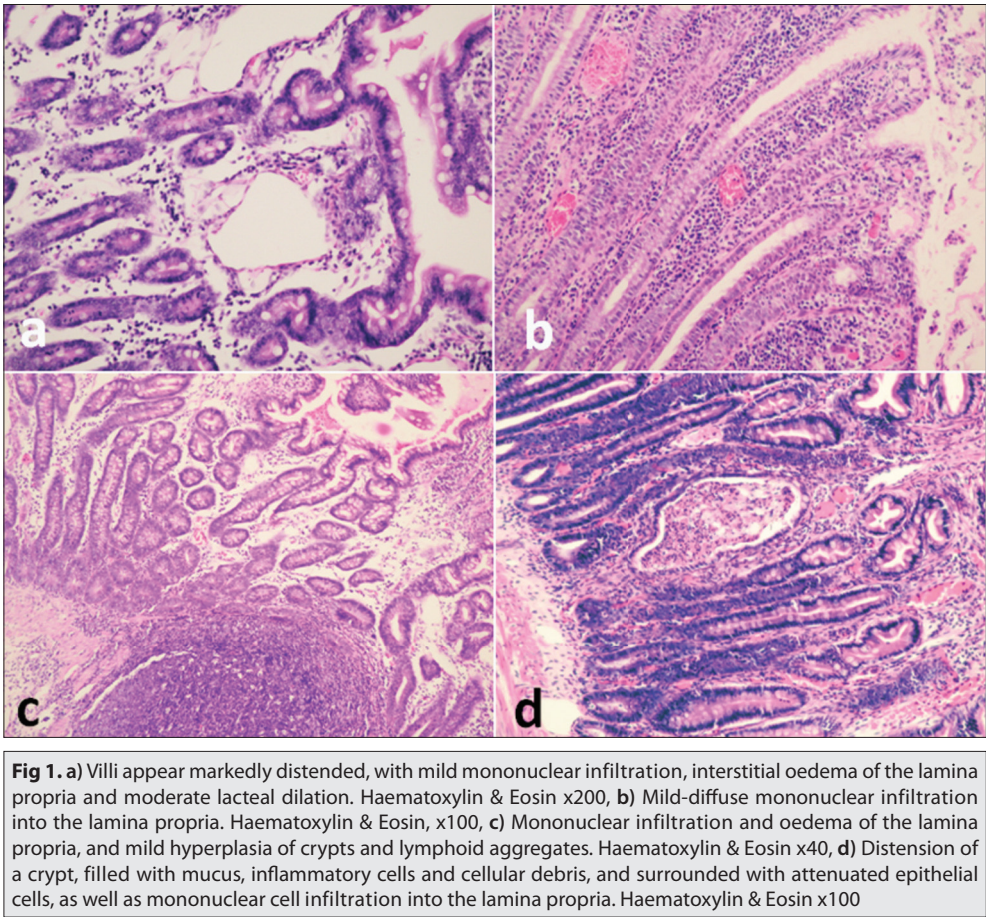 a
b
c
d
Fig 1. a) Villi appear markedly distended, with mild mononuclear infiltration, interstitial oedema of the lamina
propria and moderate lacteal dilation. Haematoxylin & Eosin x200, b) Mild-diffuse mononuclear infiltration
into the lamina propria. Haematoxylin & Eosin, x100, c) Mononuclear infiltration and oedema of the lamina
propria, and mild hyperplasia of crypts and lymphoid aggregates. Haematoxylin & Eosin x40, d) Distension of
a crypt, filled with mucus, inflammatory cells and cellular debris, and surrounded with attenuated epithelial
cells, as well as mononuclear cell infiltration into the lamina propria. Haematoxylin & Eosin x100